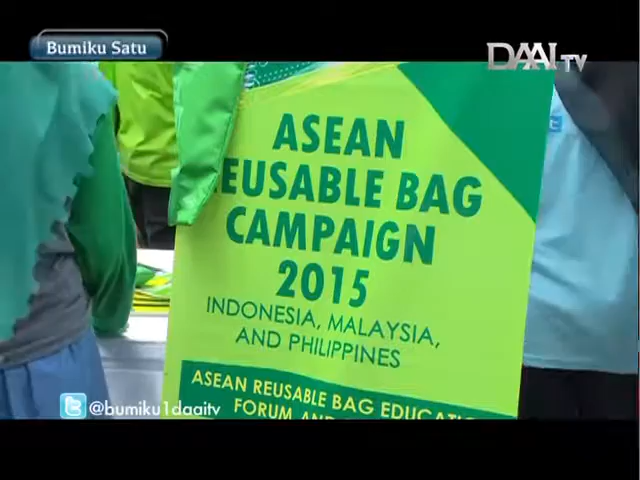 Bumiku Satu
DAAI TV
ASEAN
REUSABLE BAG
CAMPAIGN
2015
INDONESIA, MALAYSIA,
AND PHILIPPINES
ASEAN REUSABLE BAG
FORUM
@bumiku1daaitv